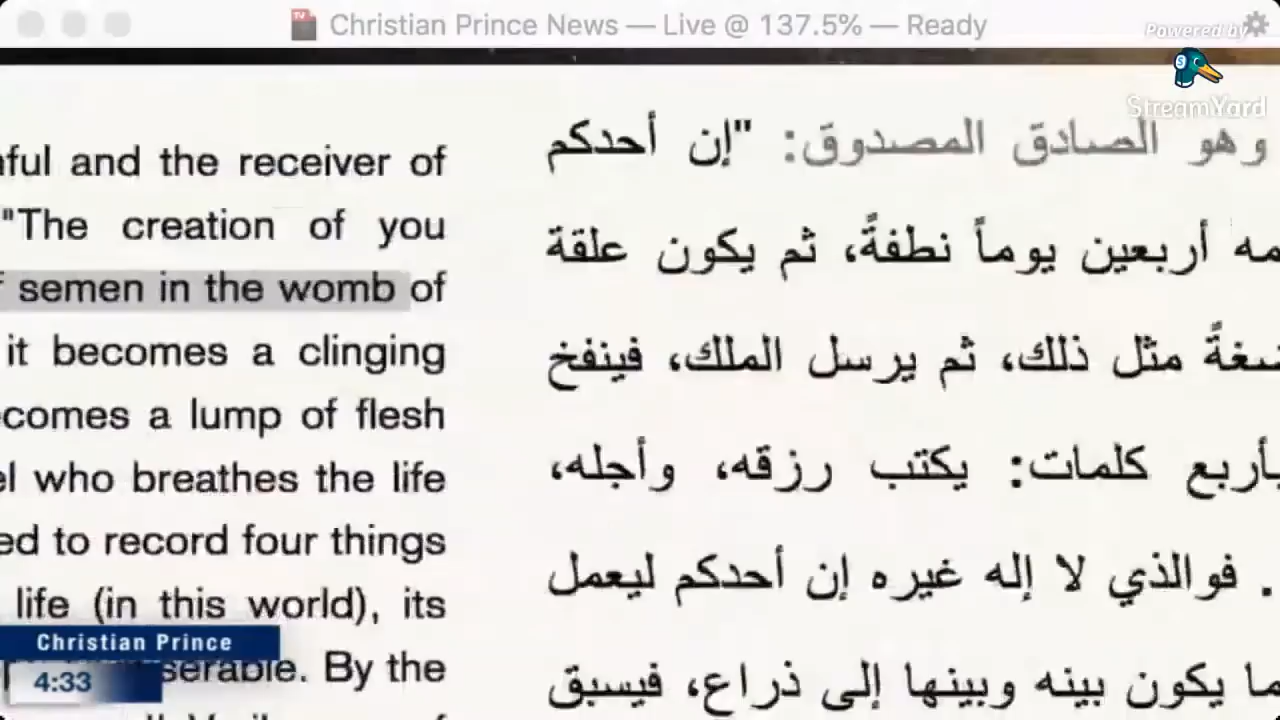 Christian Prince News — Live @ 137.5% — Ready
Powered by
StreamYard
ful and the receiver of
"The creation of you
semen in the womb of
it becomes a clinging
comes a lump of flesh
el who breathes the life
ed to record four things
life (in this world), its
serable. By the
وهو الصادق المصدوق: "إن أحدكم
مه أربعين يوماً نطفةً، ثم يكون علقة
ضغةً مثل ذلك، ثم يرسل الملك، فينفخ
بأربع كلمات: يكتب رزقه، وأجله،
. فوالذي لا إله غيره إن أحدكم ليعمل
ما يكون بينه وبينها إلى ذراع، فيسبق
Christian Prince
4:33